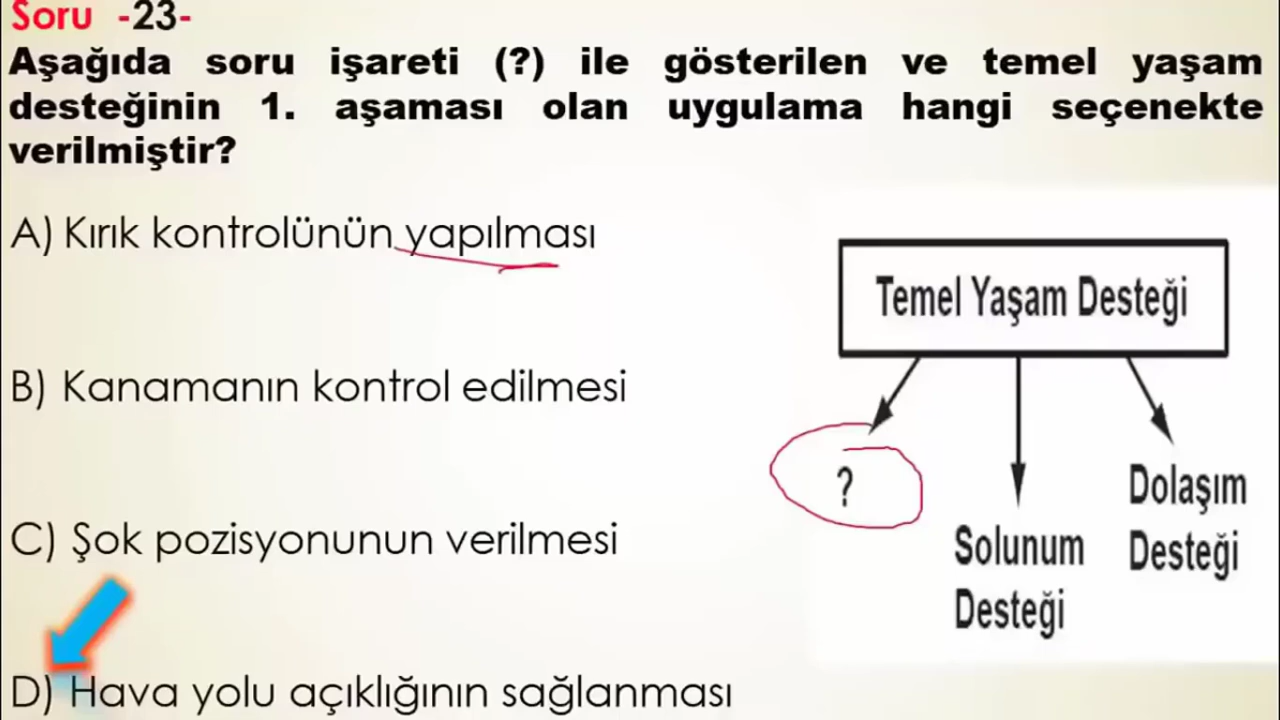 Soru -23-
Aşağıda soru işareti (?) ile gösterilen ve temel yaşam
desteğinin 1. aşaması olan uygulama hangi seçenekte
verilmiştir?
A) Kırık kontrolünün yapılması
B) Kanamanın kontrol edilmesi
C) Şok pozisyonunun verilmesi
D) Hava yolu açıklığının sağlanması
Temel Yaşam Desteği
?
Solunum
Desteği
Dolaşım
Desteği